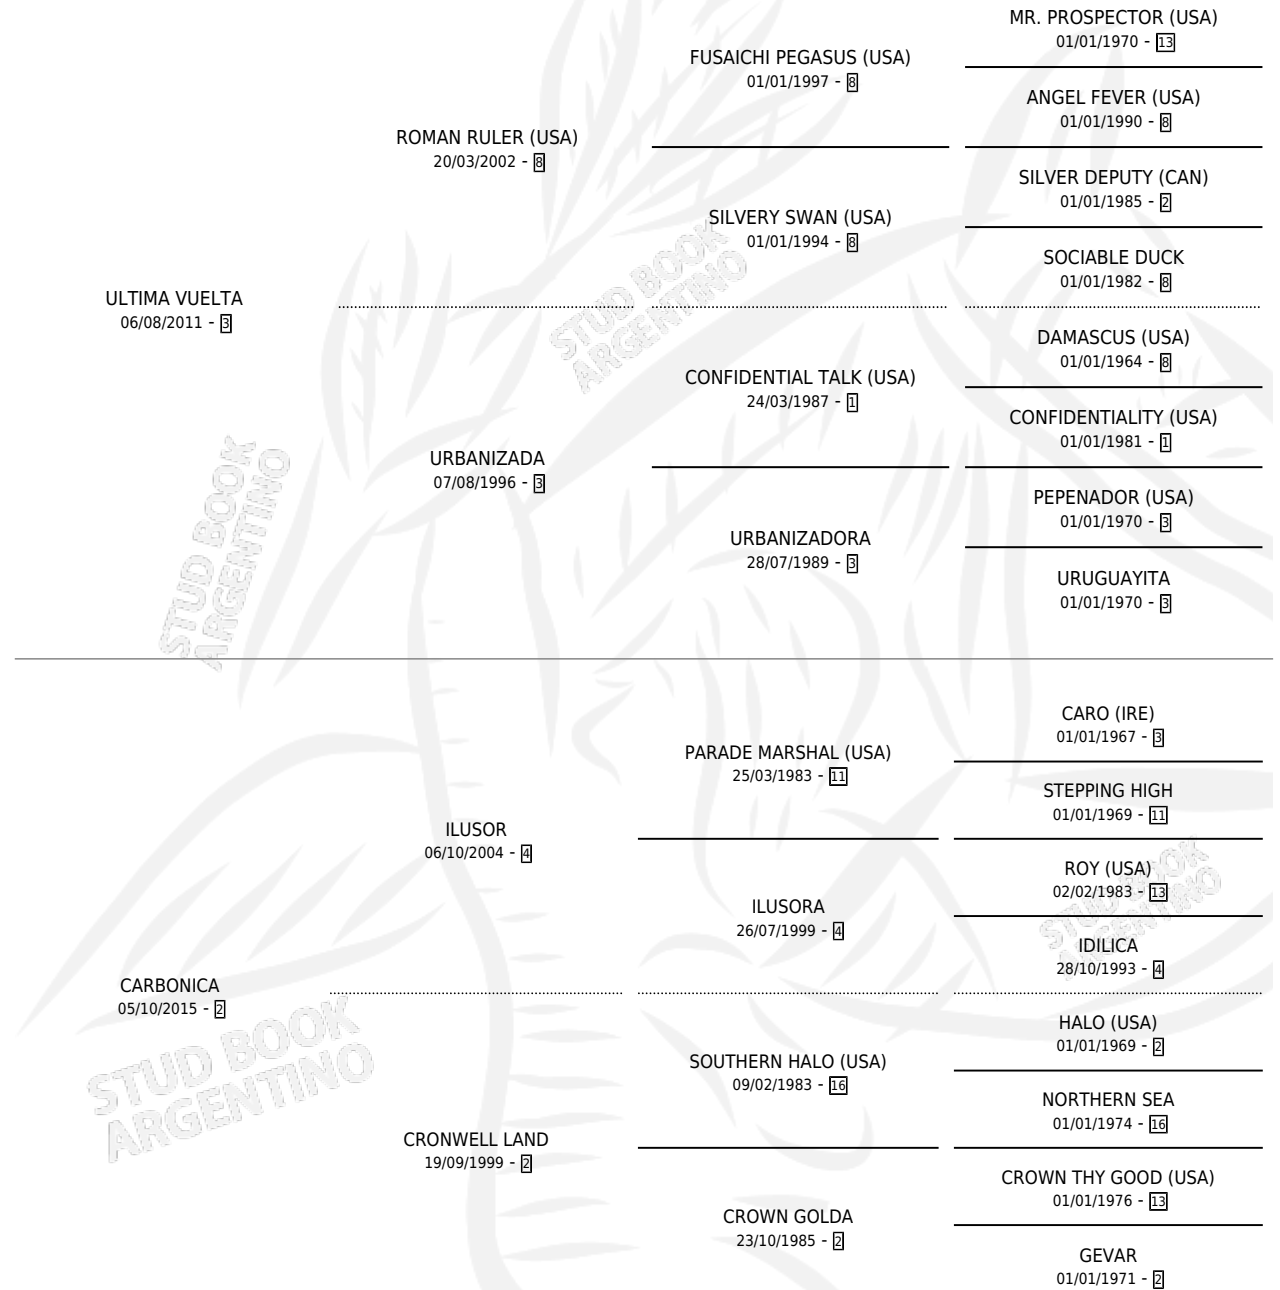 MR. PROSPECTOR (USA)
01/01/1970 - 13
FUSAICHI PEGASUS (USA)
01/01/1997 - 8
ANGEL FEVER (USA)
01/01/1990 - 8
ROMAN RULER (USA)
20/03/2002 - 8
SILVER DEPUTY (CAN)
01/01/1985 - 2
SILVERY SWAN (USA)
01/01/1994 - 8
SOCIABLE DUCK
01/01/1982 - 8
ULTIMA VUELTA
06/08/2011 - 3
DAMASCUS (USA)
01/01/1964 - 8
CONFIDENTIAL TALK (USA)
24/03/1987 - 1
CONFIDENTIALITY (USA)
01/01/1981 - 1
URBANIZADA
07/08/1996 - 3
PEPENADOR (USA)
01/01/1970 - 3
URBANIZADORA
28/07/1989 - 3
URUGUAYITA
01/01/1970 - 3
STUD BOOK
ARGENTINO
STUD BOOK
ARGENTINO
CARO (IRE)
01/01/1967 - 3
PARADE MARSHAL (USA)
25/03/1983 - 11
STEPPING HIGH
01/01/1969 - 11
ILUSOR
06/10/2004 - 4
ROY (USA)
02/02/1983 - 13
ILUSORA
26/07/1999 - 4
IDILICA
28/10/1993 - 4
CARBONICA
05/10/2015 - 2
HALO (USA)
01/01/1969 - 2
SOUTHERN HALO (USA)
09/02/1983 - 16
NORTHERN SEA
01/01/1974 - 16
CRONWELL LAND
19/09/1999 - 2
CROWN THY GOOD (USA)
01/01/1976 - 13
CROWN GOLDA
23/10/1985 - 2
GEVAR
01/01/1971 - 2
STUD BOOK
ARGENTINO
STUD BOOK
ARGENTINO